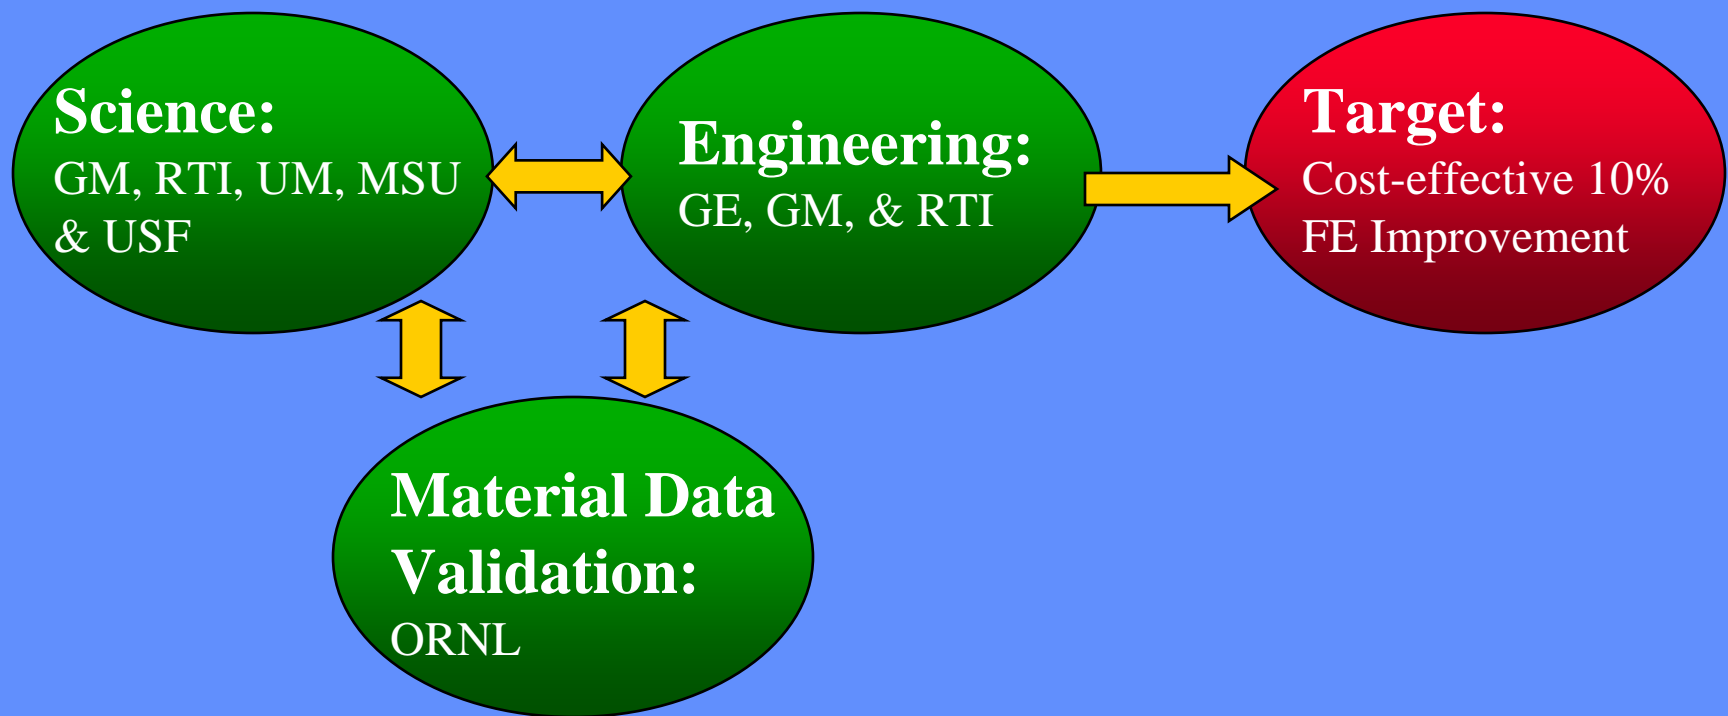 Science:
GM, RTI, UM, MSU
& USF
Engineering:
GE, GM, & RTI
Target:
Cost-effective 10%
FE Improvement
Material Data
Validation:
ORNL